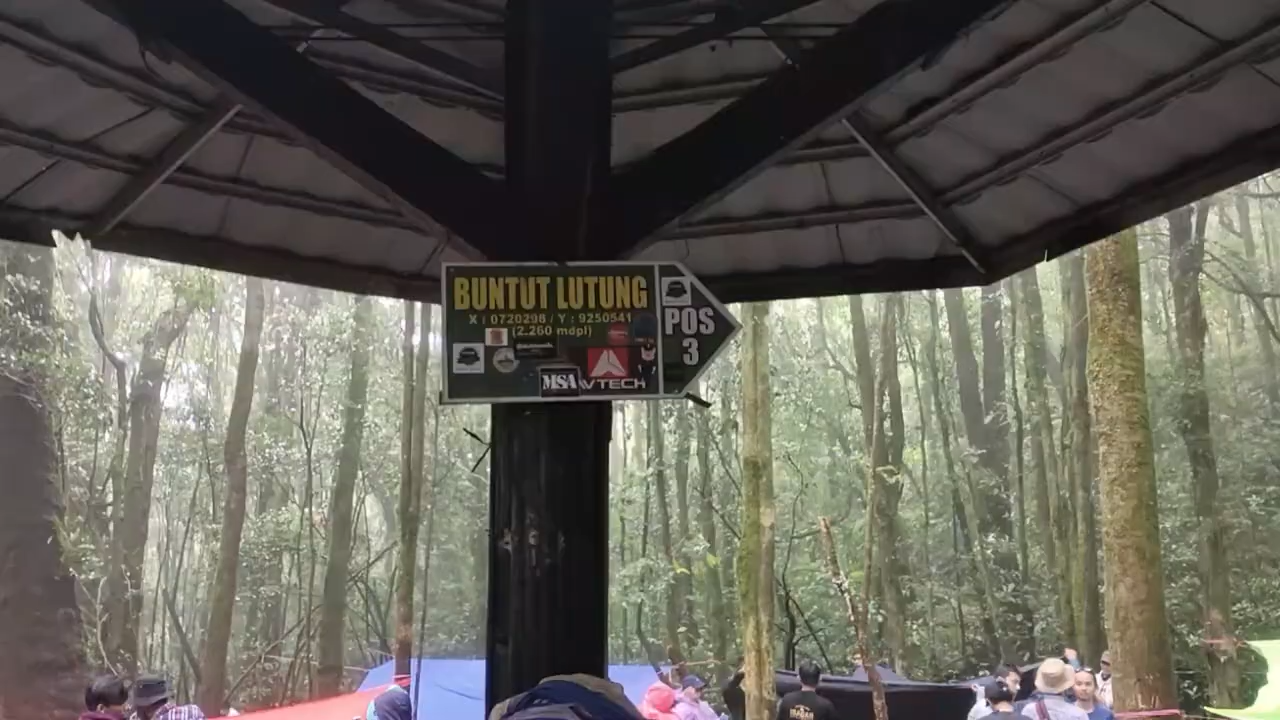 BUNTUT LUTUNG
X : 0720298 / Y : 9250541
(2.260 mdpl)
POS
3
MSA
VTECH